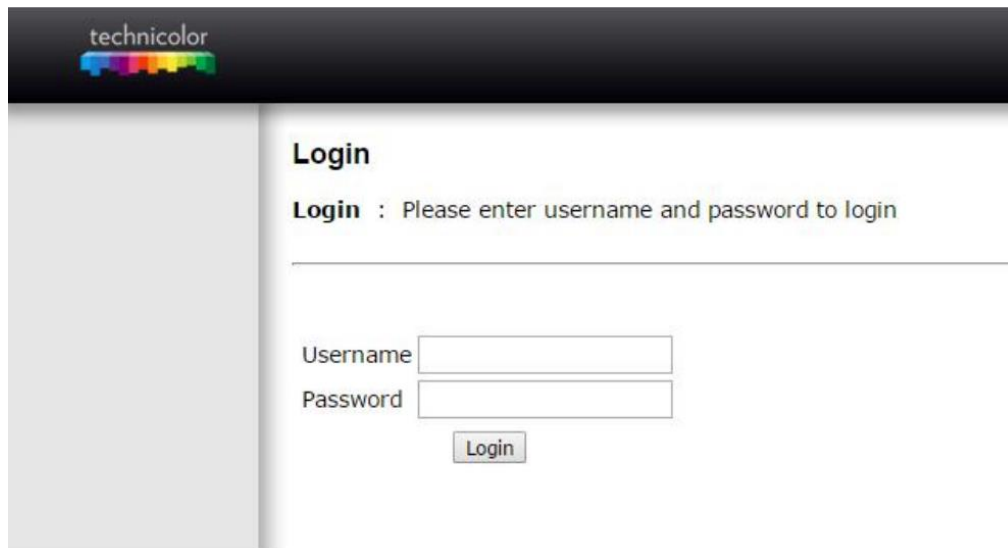 technicolor
Login
Login : Please enter username and password to login
Username
Password
Login